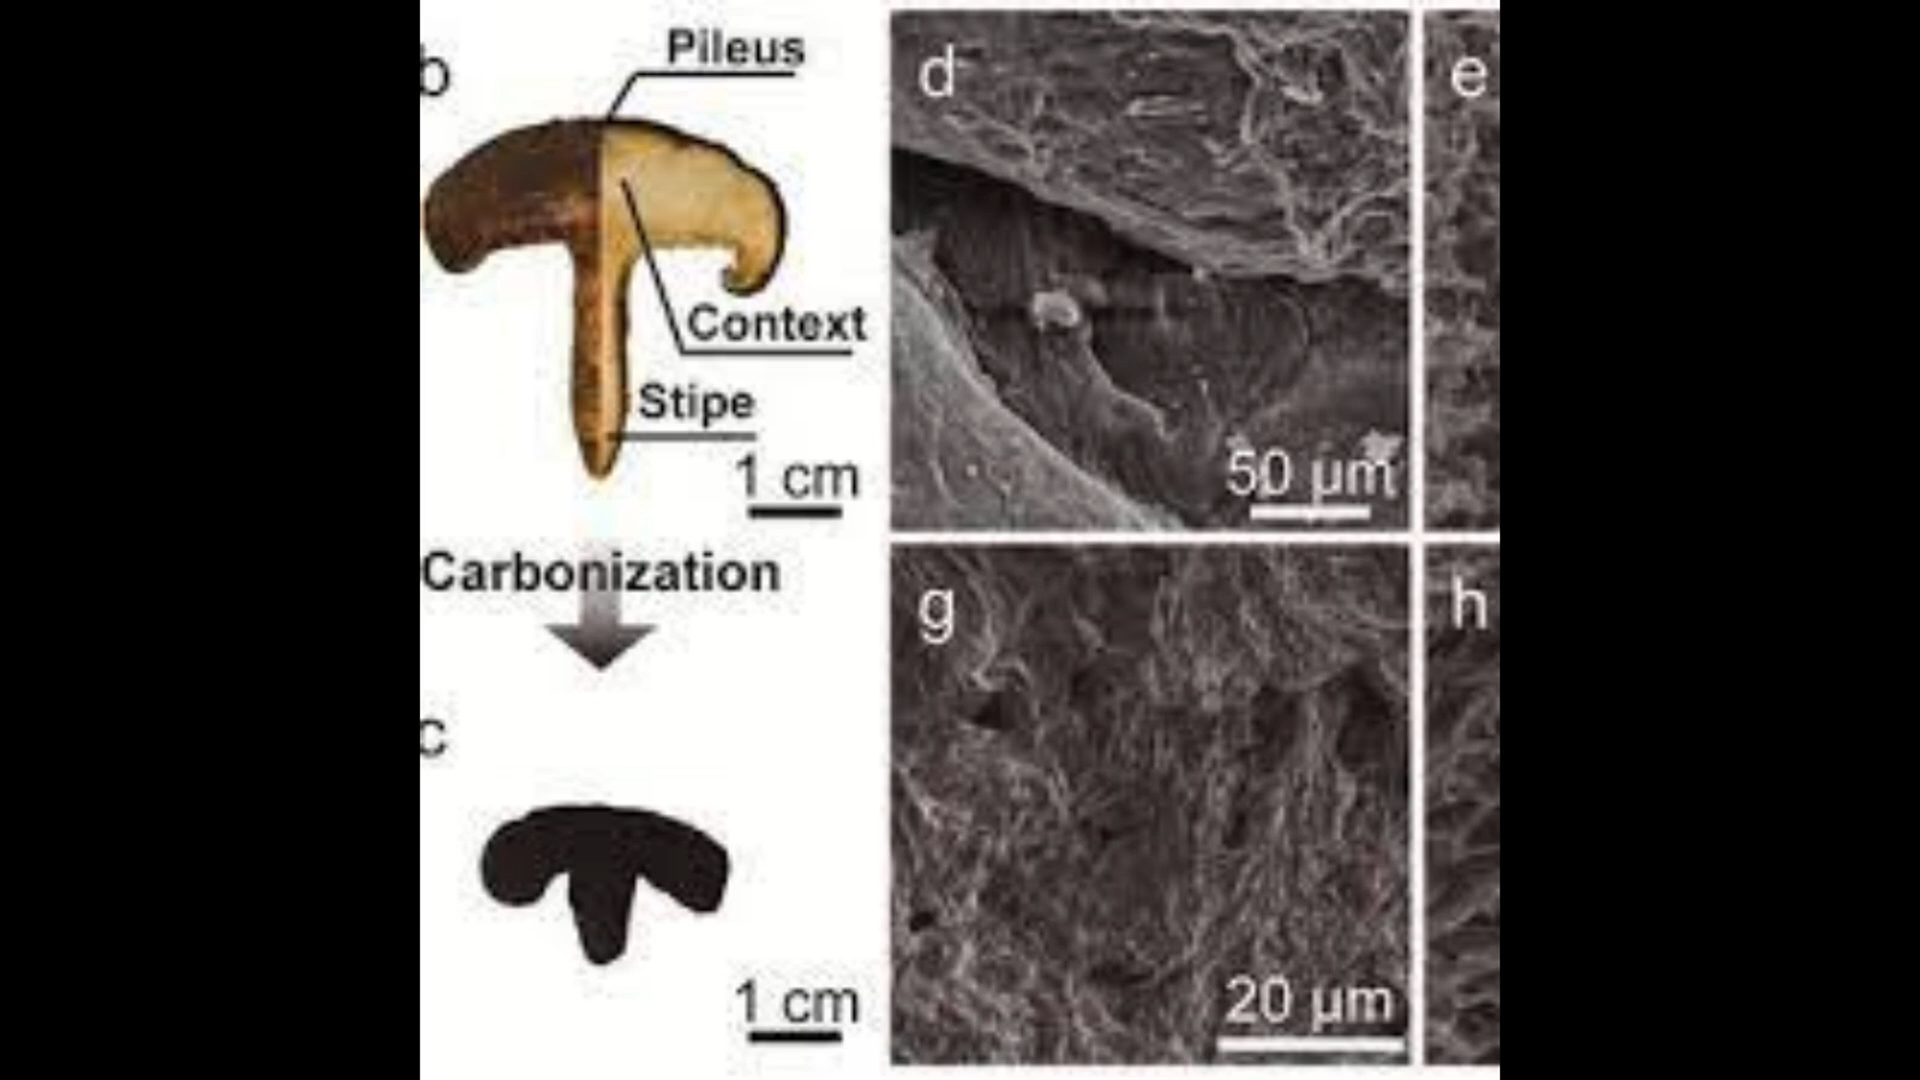 b
Pileus
Context
Stipe
1 cm
Carbonization
c
1 cm
d
50 μm
e
g
20 μm
h